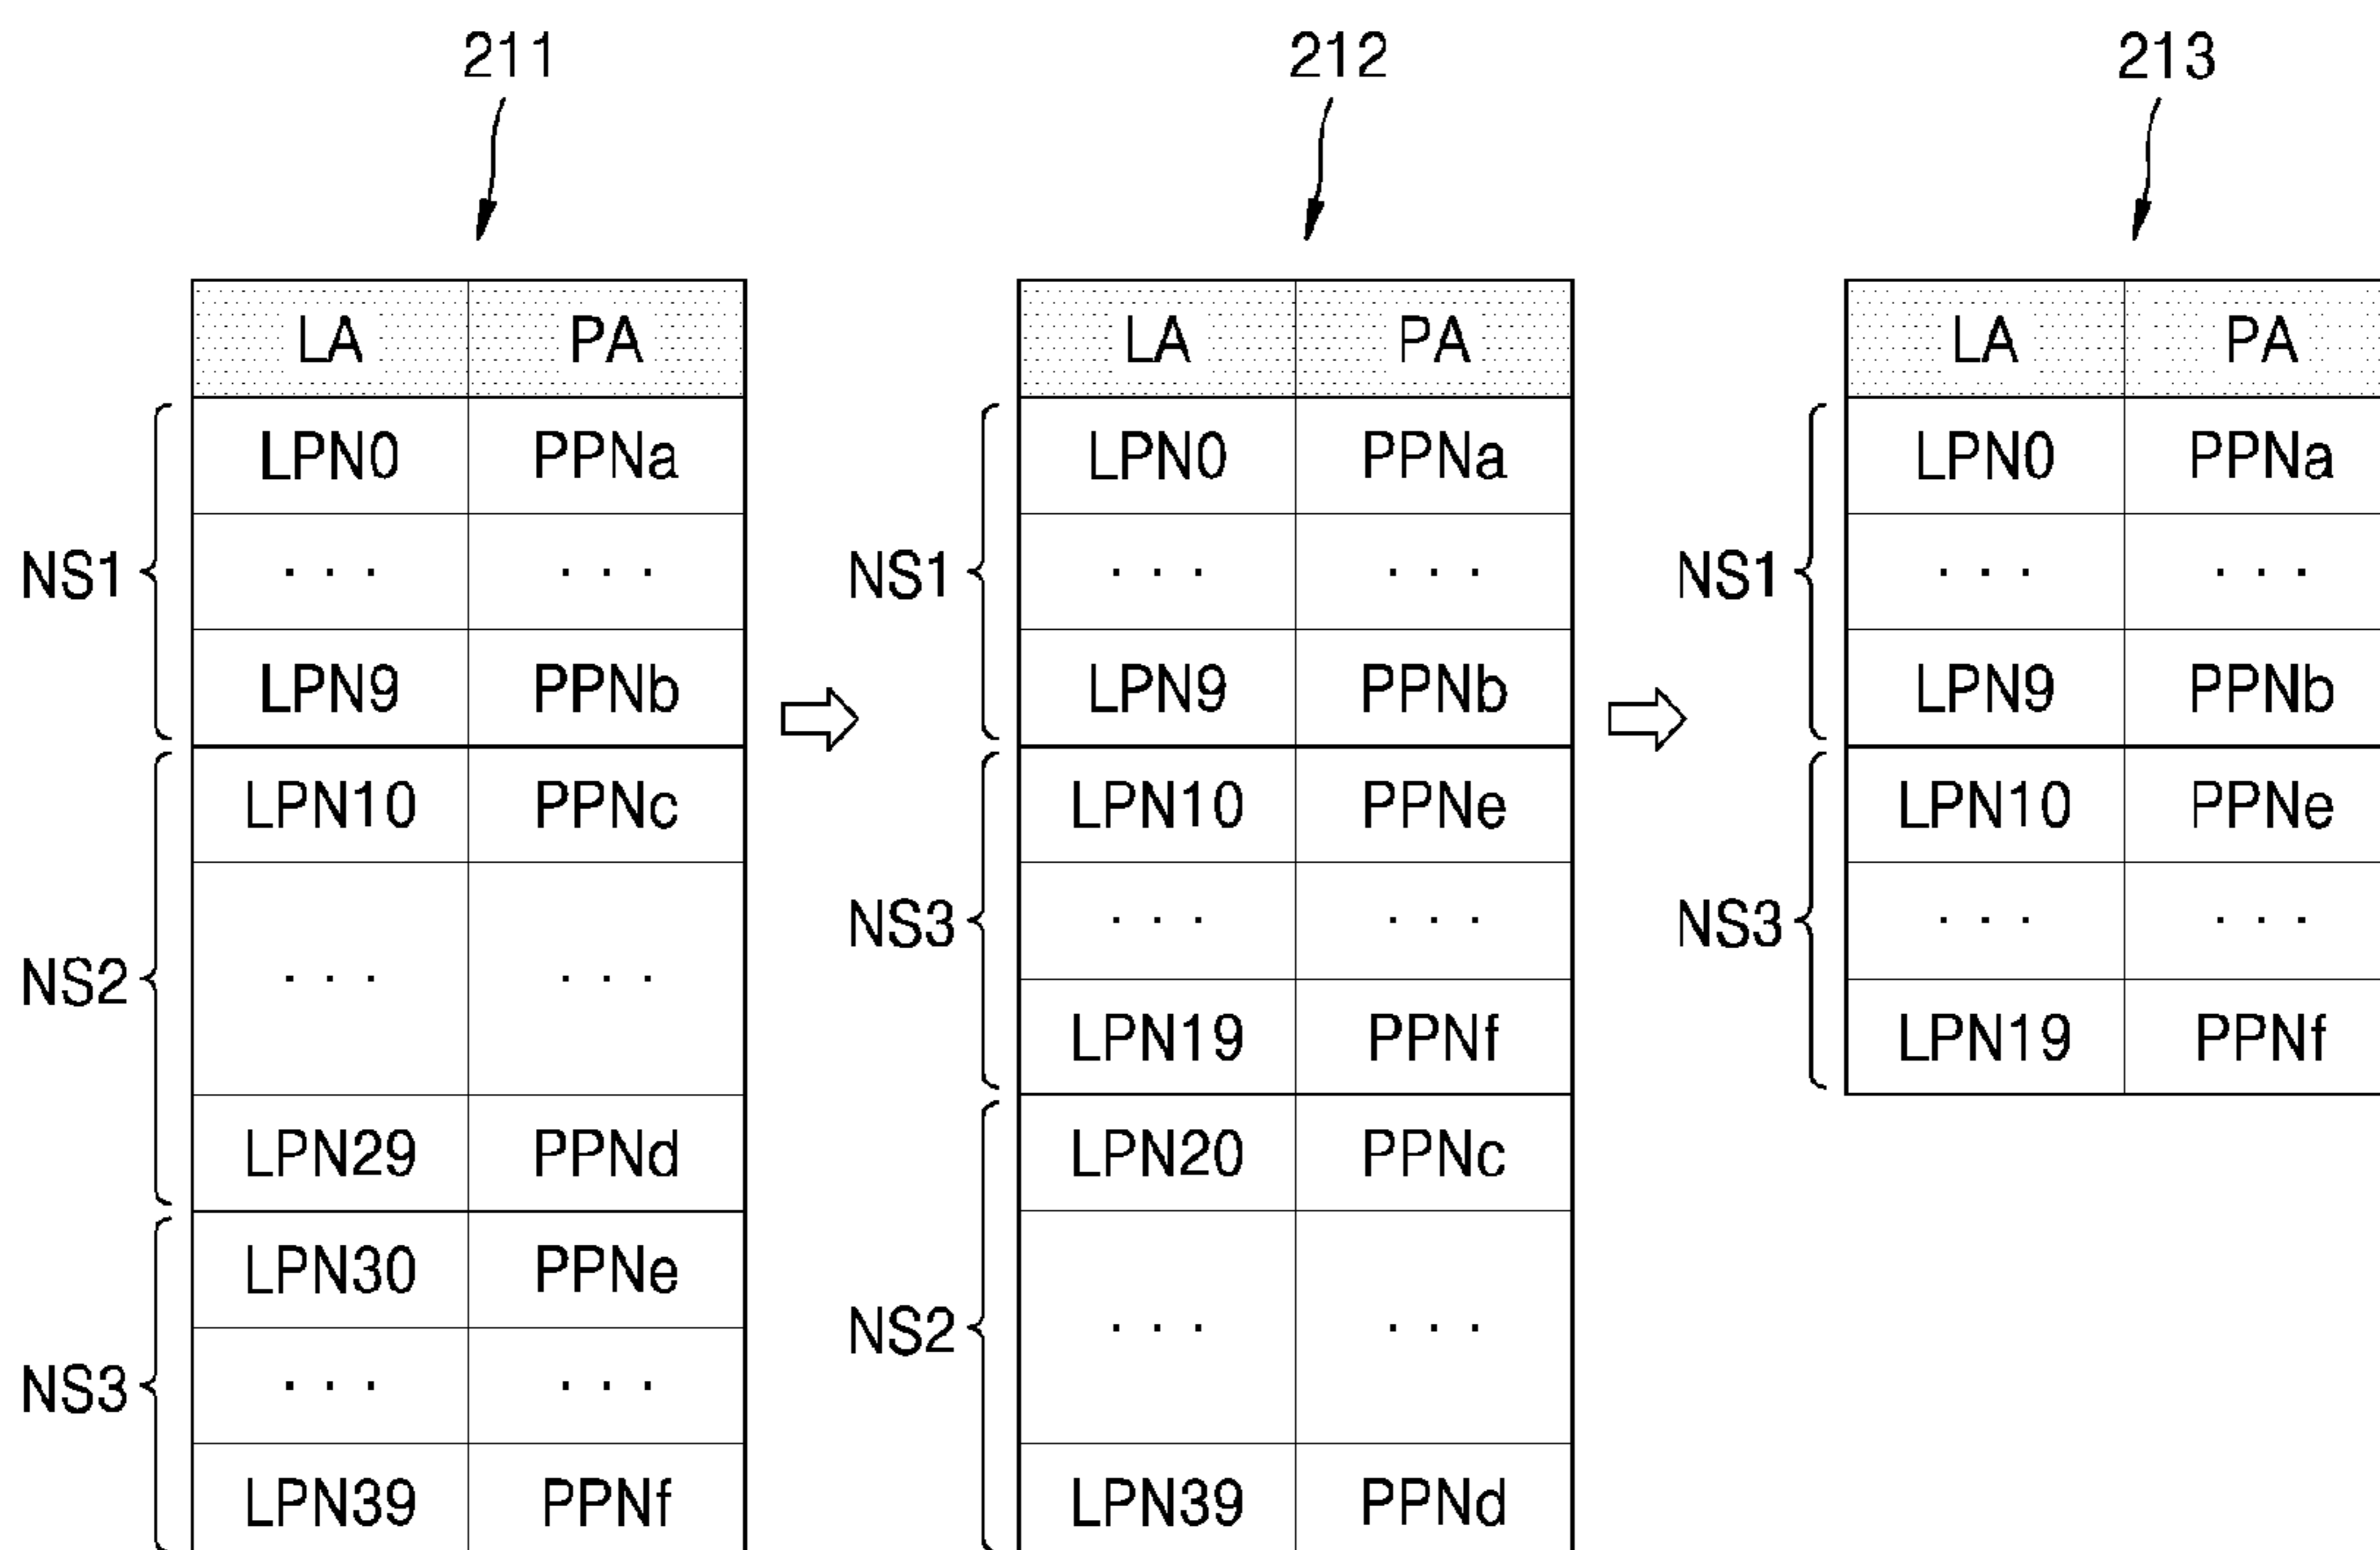 211 212 213
LA PA LA PA LA PA
LPN0 PPNa LPN0 PPNa LPN0 PPNa
NS1 ... ... NS1 ... ... NS1 ... ...
LPN9 PPNb LPN9 PPNb LPN9 PPNb
LPN10 PPNc LPN10 PPNe LPN10 PPNe
NS3 ... ... NS3 ... ...
NS2 ... ...
LPN19 PPNf LPN19 PPNf
LPN29 PPNd LPN20 PPNc
LPN30 PPNe
NS2 ... ...
NS3 ... ...
LPN39 PPNf LPN39 PPNd